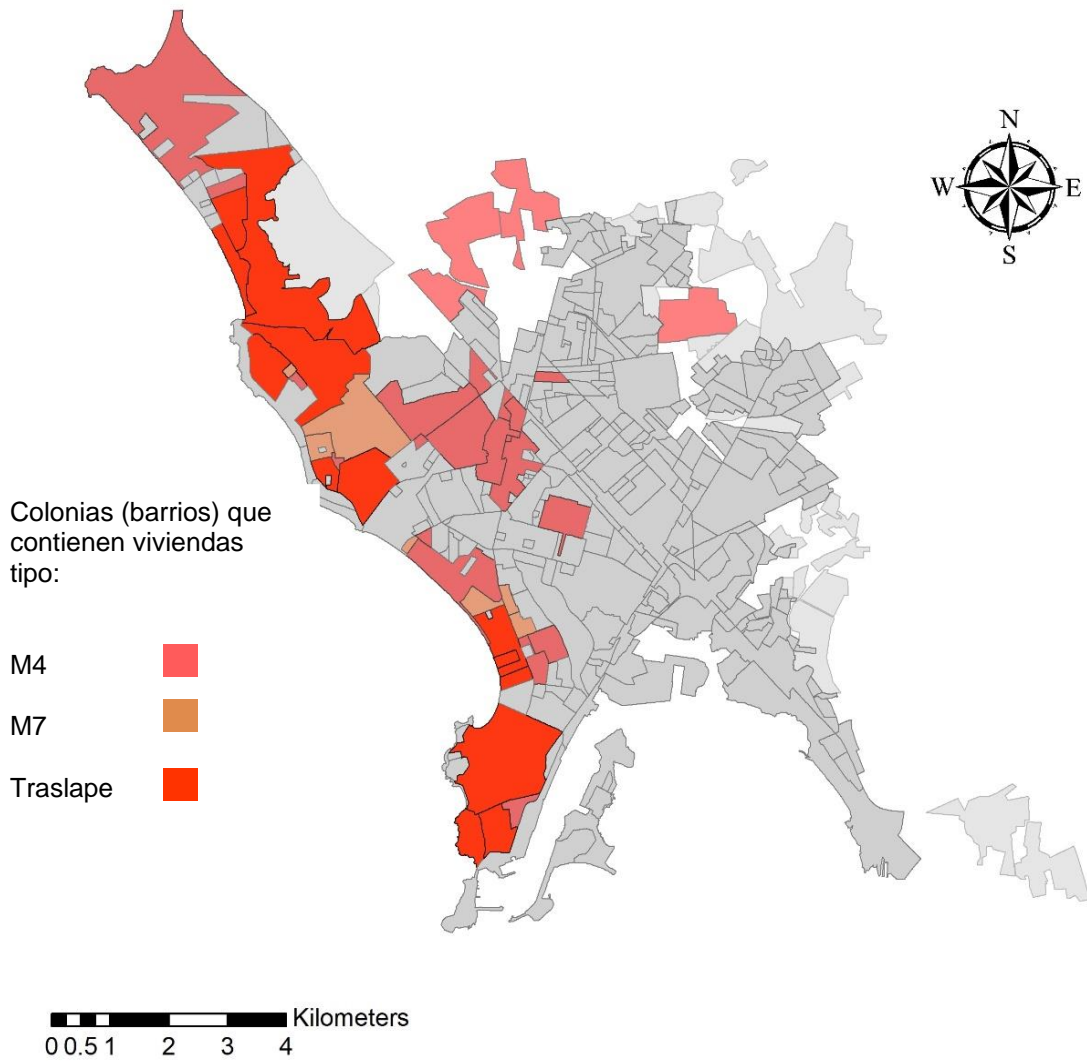 N
W E
S
Colonias (barrios) que
contienen viviendas
tipo:
M4
M7
Traslape
Kilometers
0 0.5 1 2 3 4